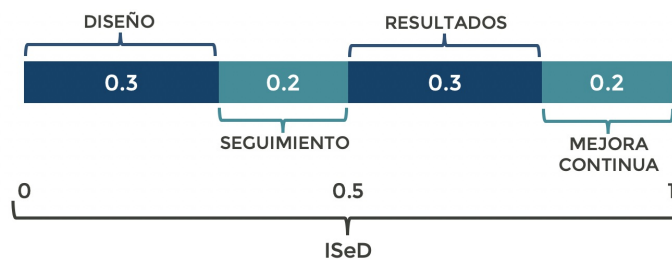 DISEÑO
RESULTADOS
0.3
0.2
0.3
0.2
SEGUIMIENTO
MEJORA
CONTINUA
0
0.5
1
ISeD